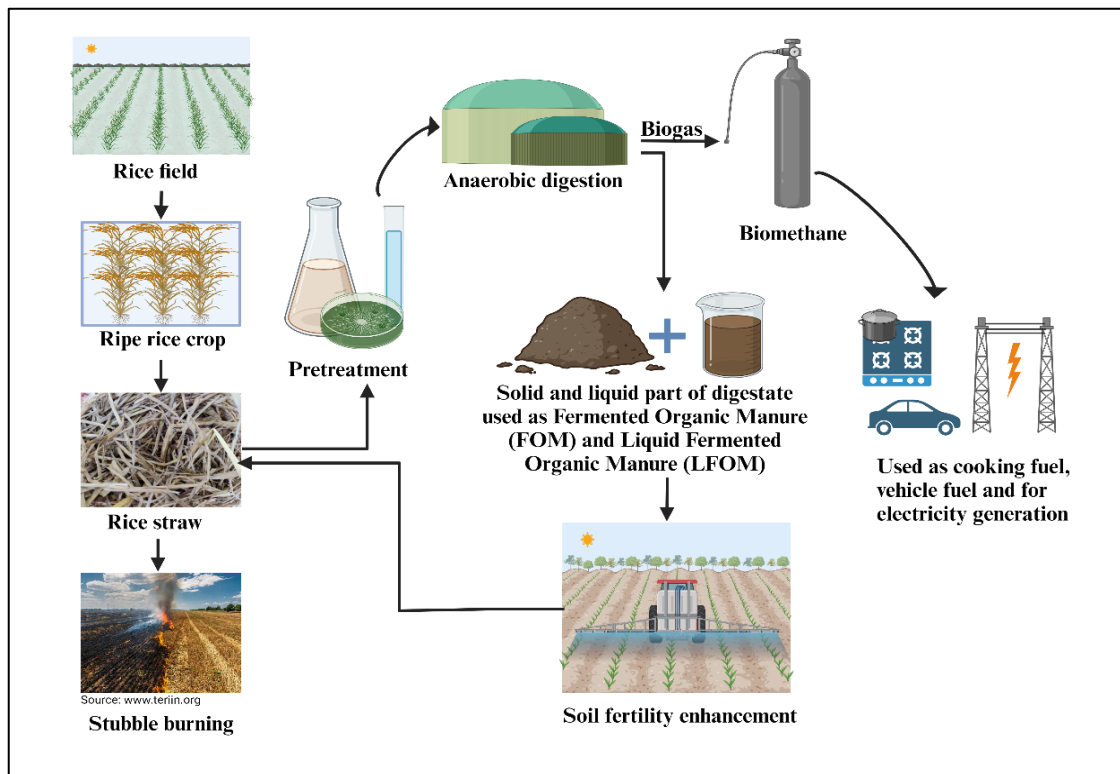 Rice field
Ripe rice crop
Rice straw
Source: www.teriin.org
Stubble burning
Pretreatment
Anaerobic digestion
Biogas
Biomethane
Solid and liquid part of digestate
used as Fermented Organic Manure
(FOM) and Liquid Fermented
Organic Manure (LFOM)
Used as cooking fuel,
vehicle fuel and for
electricity generation
Soil fertility enhancement